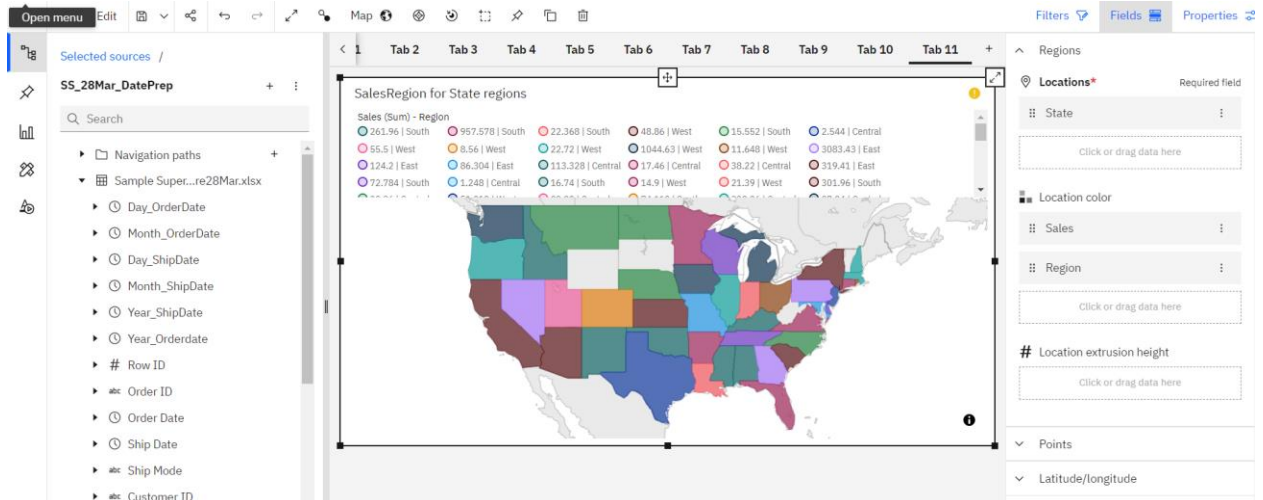 Open menu Edit Map Filters Fields Properties
Selected sources /
SS_28Mar_DatePrep
Search
Navigation paths
Sample Super...re28Mar.xlsx
Day_OrderDate
Month_OrderDate
Day_ShipDate
Month_ShipDate
Year_ShipDate
Year_Orderdate
# Row ID
abc Order ID
Order Date
Ship Date
abc Ship Mode
abc Customer ID
1 Tab 2 Tab 3 Tab 4 Tab 5 Tab 6 Tab 7 Tab 8 Tab 9 Tab 10 Tab 11 +
SalesRegion for State regions
Sales (Sum) - Region
261.96 | South 957.578 | South 22.368 | South 48.86 | West 15.552 | South 2.544 | Central
55.5 | West 8.56 | West 22.72 | West 1044.63 | West 11.648 | West 3083.43 | East
124.2 | East 86.304 | East 113.328 | Central 17.46 | Central 38.22 | Central 319.41 | East
72.784 | South 1.248 | Central 16.74 | South 14.9 | West 21.39 | West 301.96 | South
Regions
Locations* Required field
State
Click or drag data here
Location color
Sales
Region
Click or drag data here
# Location extrusion height
Click or drag data here
Points
Latitude/longitude